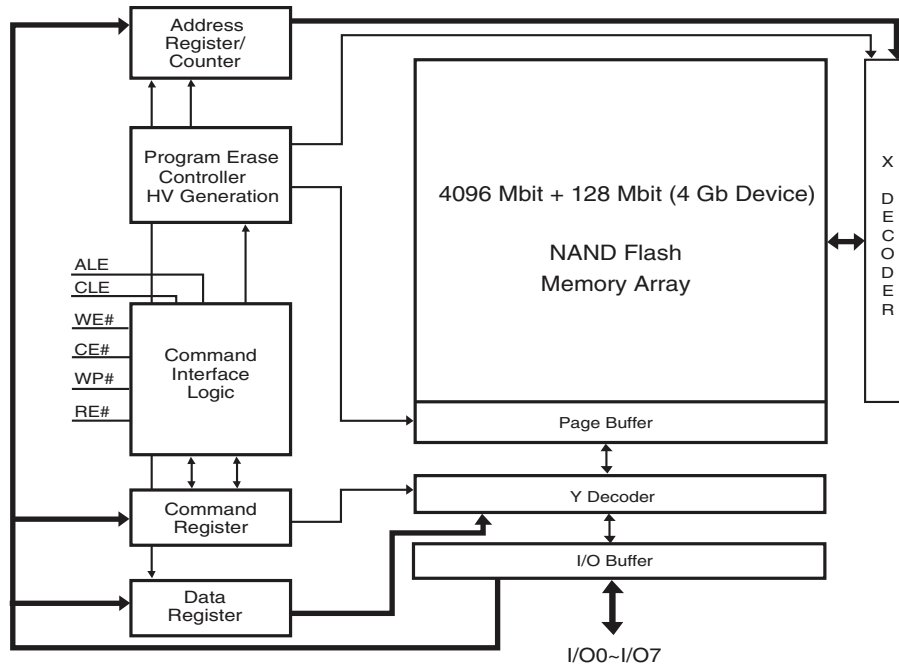 Address
Register/
Counter
Program Erase
Controller
HV Generation
ALE
CLE
WE#
CE#
WP#
RE#
Command
Interface
Logic
Command
Register
Data
Register
4096 Mbit + 128 Mbit (4 Gb Device)
NAND Flash
Memory Array
Page Buffer
Y Decoder
I/O Buffer
I/O0~I/O7
X
D
E
C
O
D
E
R